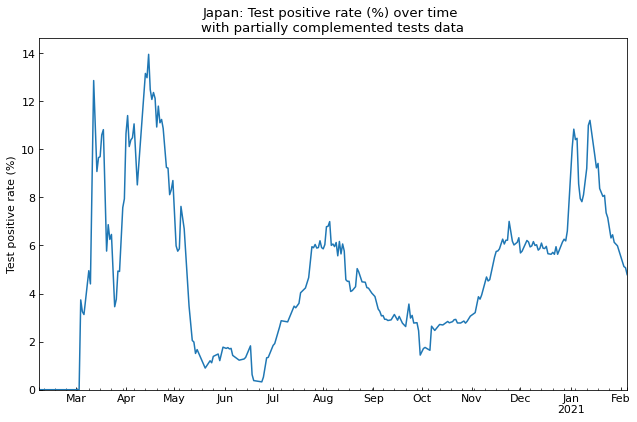 Japan: Test positive rate (%) over time
with partially complemented tests data
Test positive rate (%)
14
12
10
8
6
4
2
0
Mar Apr May Jun Jul Aug Sep Oct Nov Dec Jan Feb
2021